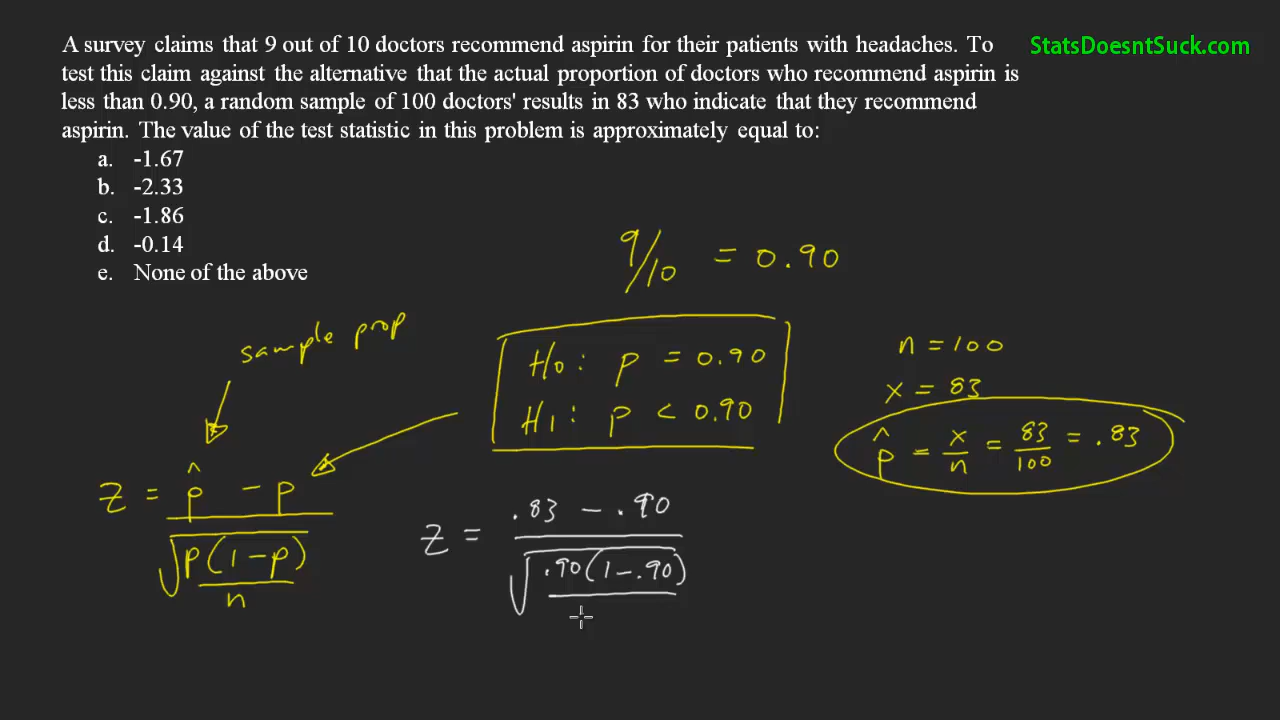 A survey claims that 9 out of 10 doctors recommend aspirin for their patients with headaches. To
StatsDoesntSuck.com
test this claim against the alternative that the actual proportion of doctors who recommend aspirin is
less than 0.90, a random sample of 100 doctors' results in 83 who indicate that they recommend
aspirin. The value of the test statistic in this problem is approximately equal to:
a. -1.67
b. -2.33
c. -1.86
d. -0.14
e. None of the above
9/10 = 0.90
sample prop
H0: p = 0.90
H1: p < 0.90
n = 100
x = 83
p̂ = x/n = 83/100 = .83
z = p̂ - p
√p(1-p)
n
z = .83 - .90
√.90(1-.90)